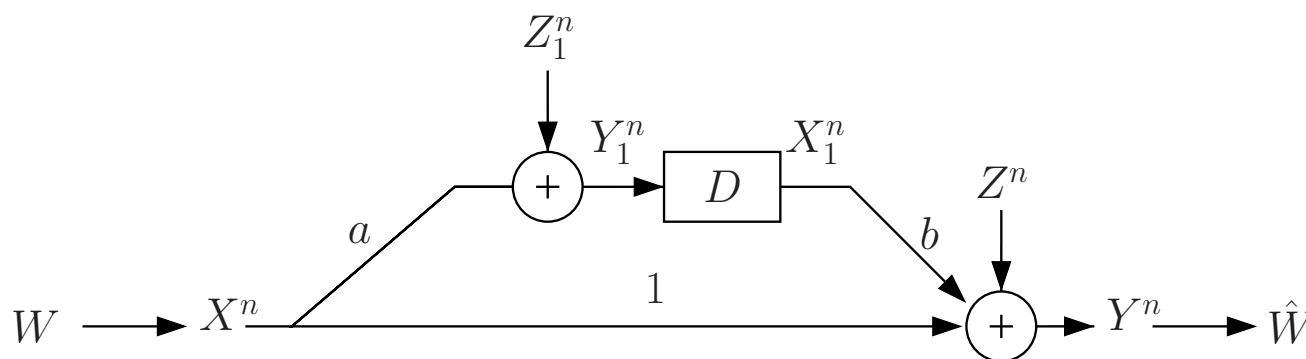 Z_1^n
Y_1^n
X_1^n
+
D
Z^n
a
b
1
W
X^n
+
Y^n
Ŵ